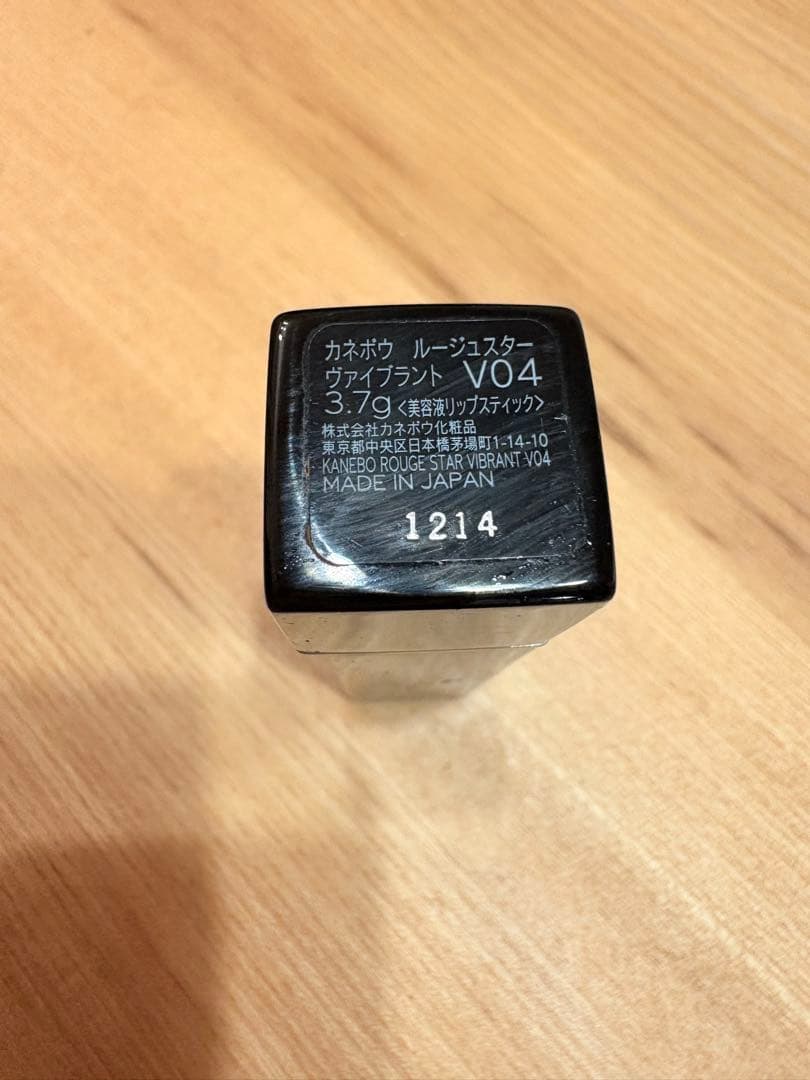 カネボウ ルージュスター
ヴァイブラント V04
3.7g <美容液リップスティック>
株式会社カネボウ化粧品
東京都中央区日本橋茅場町1-14-10
KANEBO ROUGE STAR VIBRANT V04
MADE IN JAPAN
1214